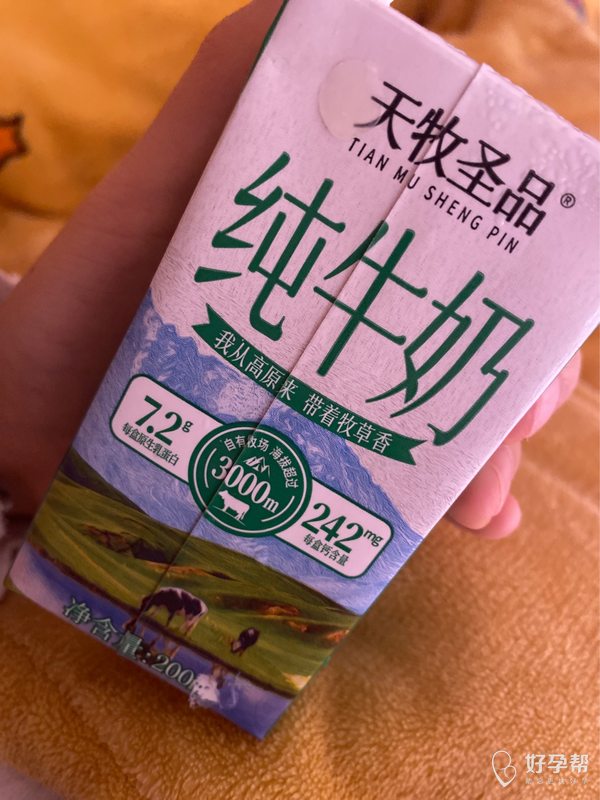 天牧圣品®
TIAN MU SHENG PIN
纯牛奶
我从高原来 带着牧草香
7.2g
每盒原生乳蛋白
自有牧场 海拔超过
3000m
242mg
每盒钙含量
净含量:200
好孕帮